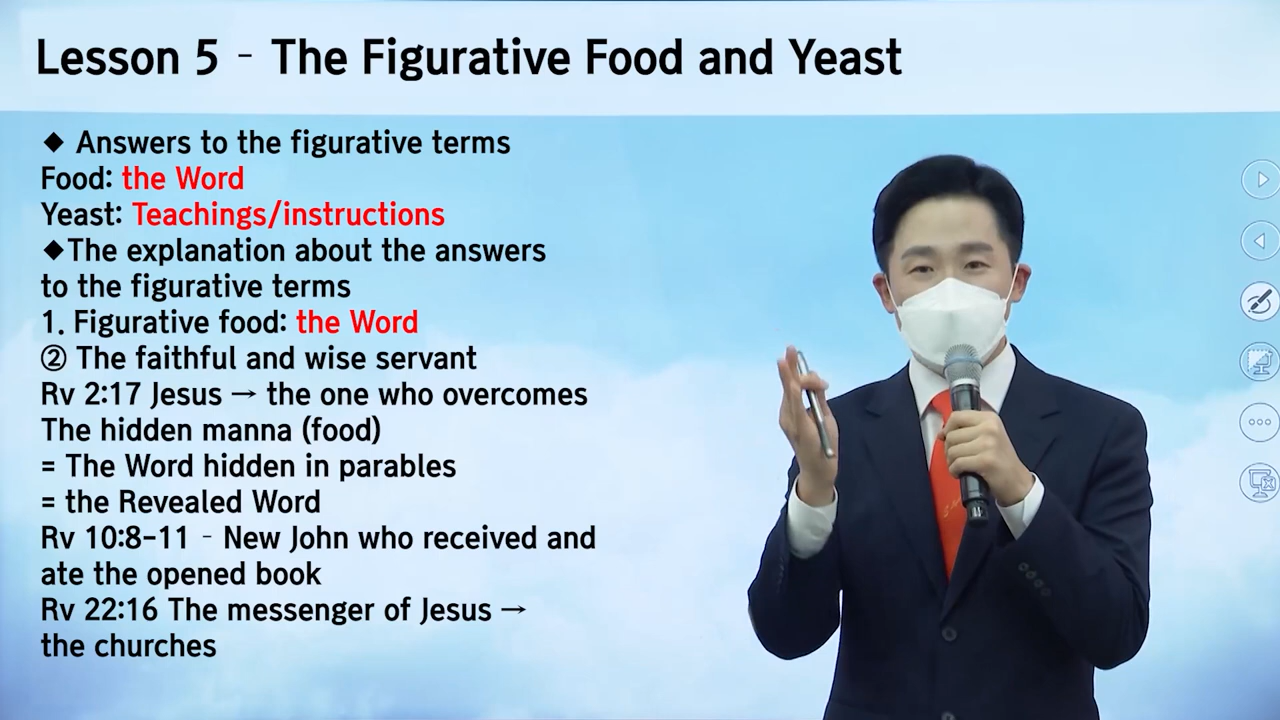 Lesson 5 - The Figurative Food and Yeast
◆ Answers to the figurative terms
Food: the Word
Yeast: Teachings/instructions
◆The explanation about the answers
to the figurative terms
1. Figurative food: the Word
② The faithful and wise servant
Rv 2:17 Jesus → the one who overcomes
The hidden manna (food)
= The Word hidden in parables
= the Revealed Word
Rv 10:8-11 - New John who received and
ate the opened book
Rv 22:16 The messenger of Jesus →
the churches